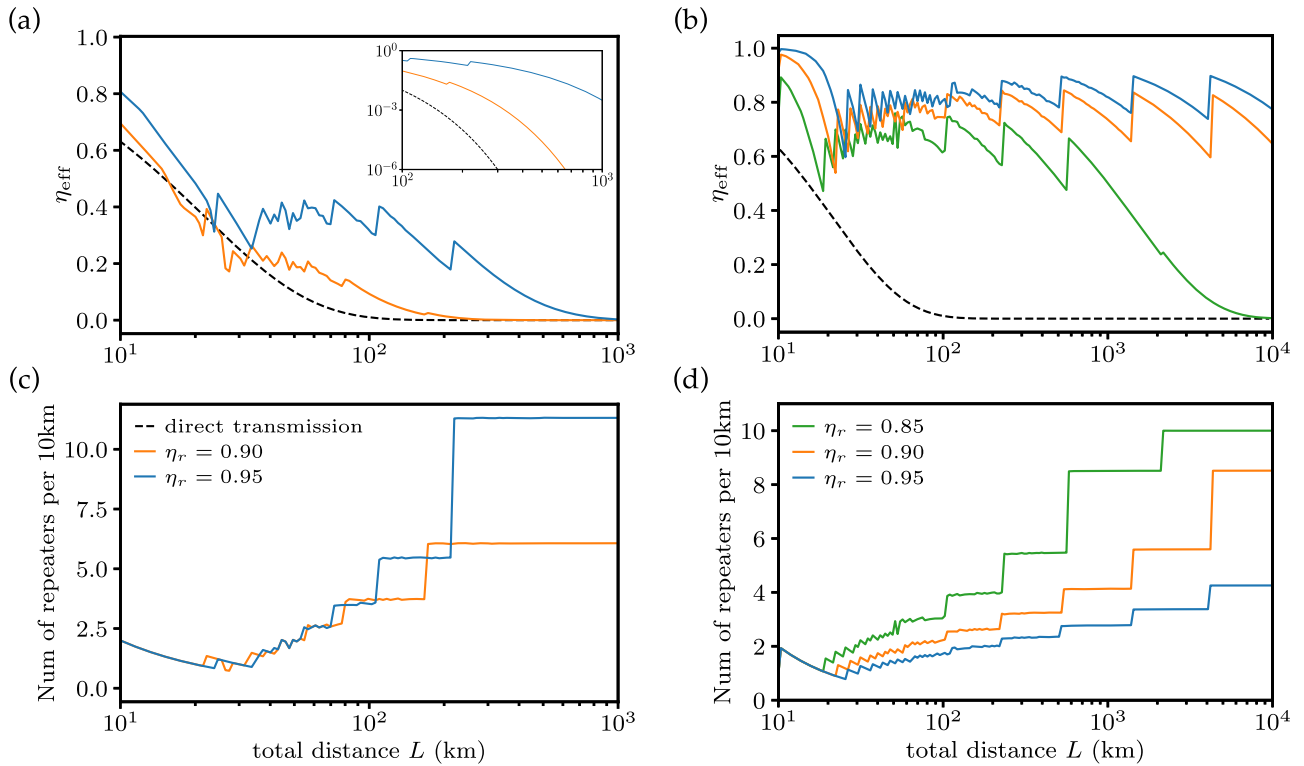 (a)
(b)
1.0
0.8
0.6
0.4
0.2
0.0
η_eff
10^1
10^2
10^3
10^0
10^−3
10^−6
10^2
10^3
1.0
0.8
0.6
0.4
0.2
0.0
η_eff
10^1
10^2
10^3
10^4
(c)
(d)
Num of repeaters per 10km
10.0
7.5
5.0
2.5
0.0
direct transmission
η_r = 0.90
η_r = 0.95
10^1
10^2
10^3
total distance L (km)
Num of repeaters per 10km
10
8
6
4
2
0
η_r = 0.85
η_r = 0.90
η_r = 0.95
10^1
10^2
10^3
10^4
total distance L (km)